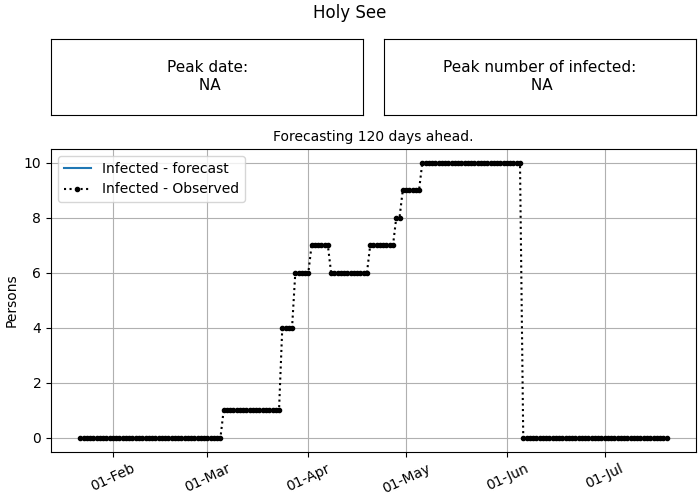 Holy See
Peak date:
NA
Peak number of infected:
NA
Forecasting 120 days ahead.
Infected - forecast
Infected - Observed
Persons
10
8
6
4
2
0
01-Feb
01-Mar
01-Apr
01-May
01-Jun
01-Jul